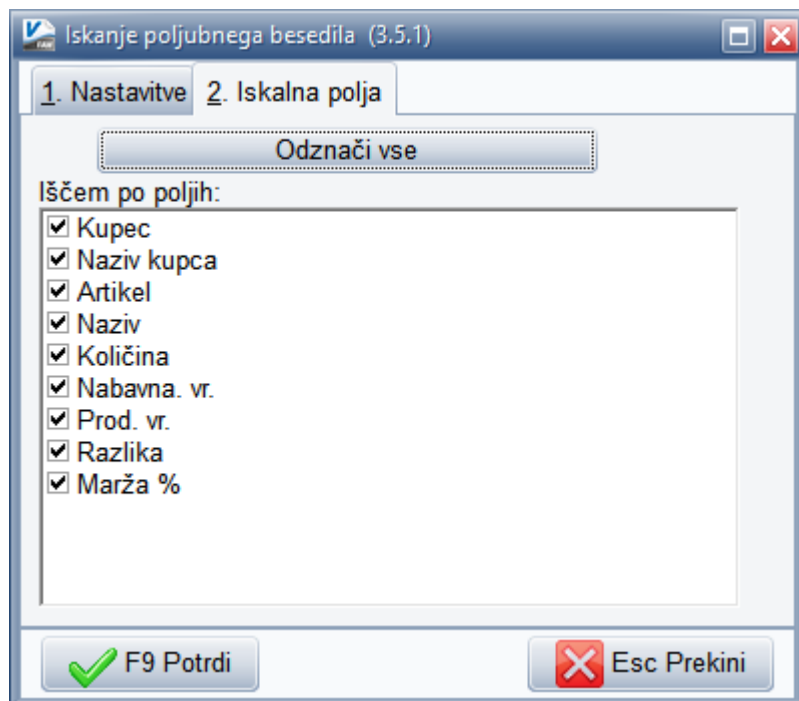 Iskanje poljubnega besedila (3.5.1)
1. Nastavitve 2. Iskalna polja
Odznači vse
Iščem po poljih:
Kupec
Naziv kupca
Artikel
Naziv
Količina
Nabavna. vr.
Prod. vr.
Razlika
Marža %
F9 Potrdi Esc Prekini